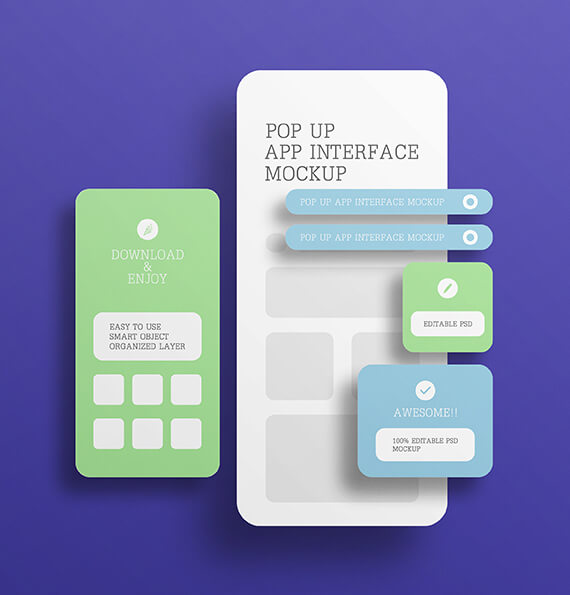 POP UP
APP INTERFACE
MOCKUP
POP UP APP INTERFACE MOCKUP
POP UP APP INTERFACE MOCKUP
DOWNLOAD
&
ENJOY
EASY TO USE
SMART OBJECT
ORGANIZED LAYER
EDITABLE PSD
AWESOME!!
100% EDITABLE PSD
MOCKUP